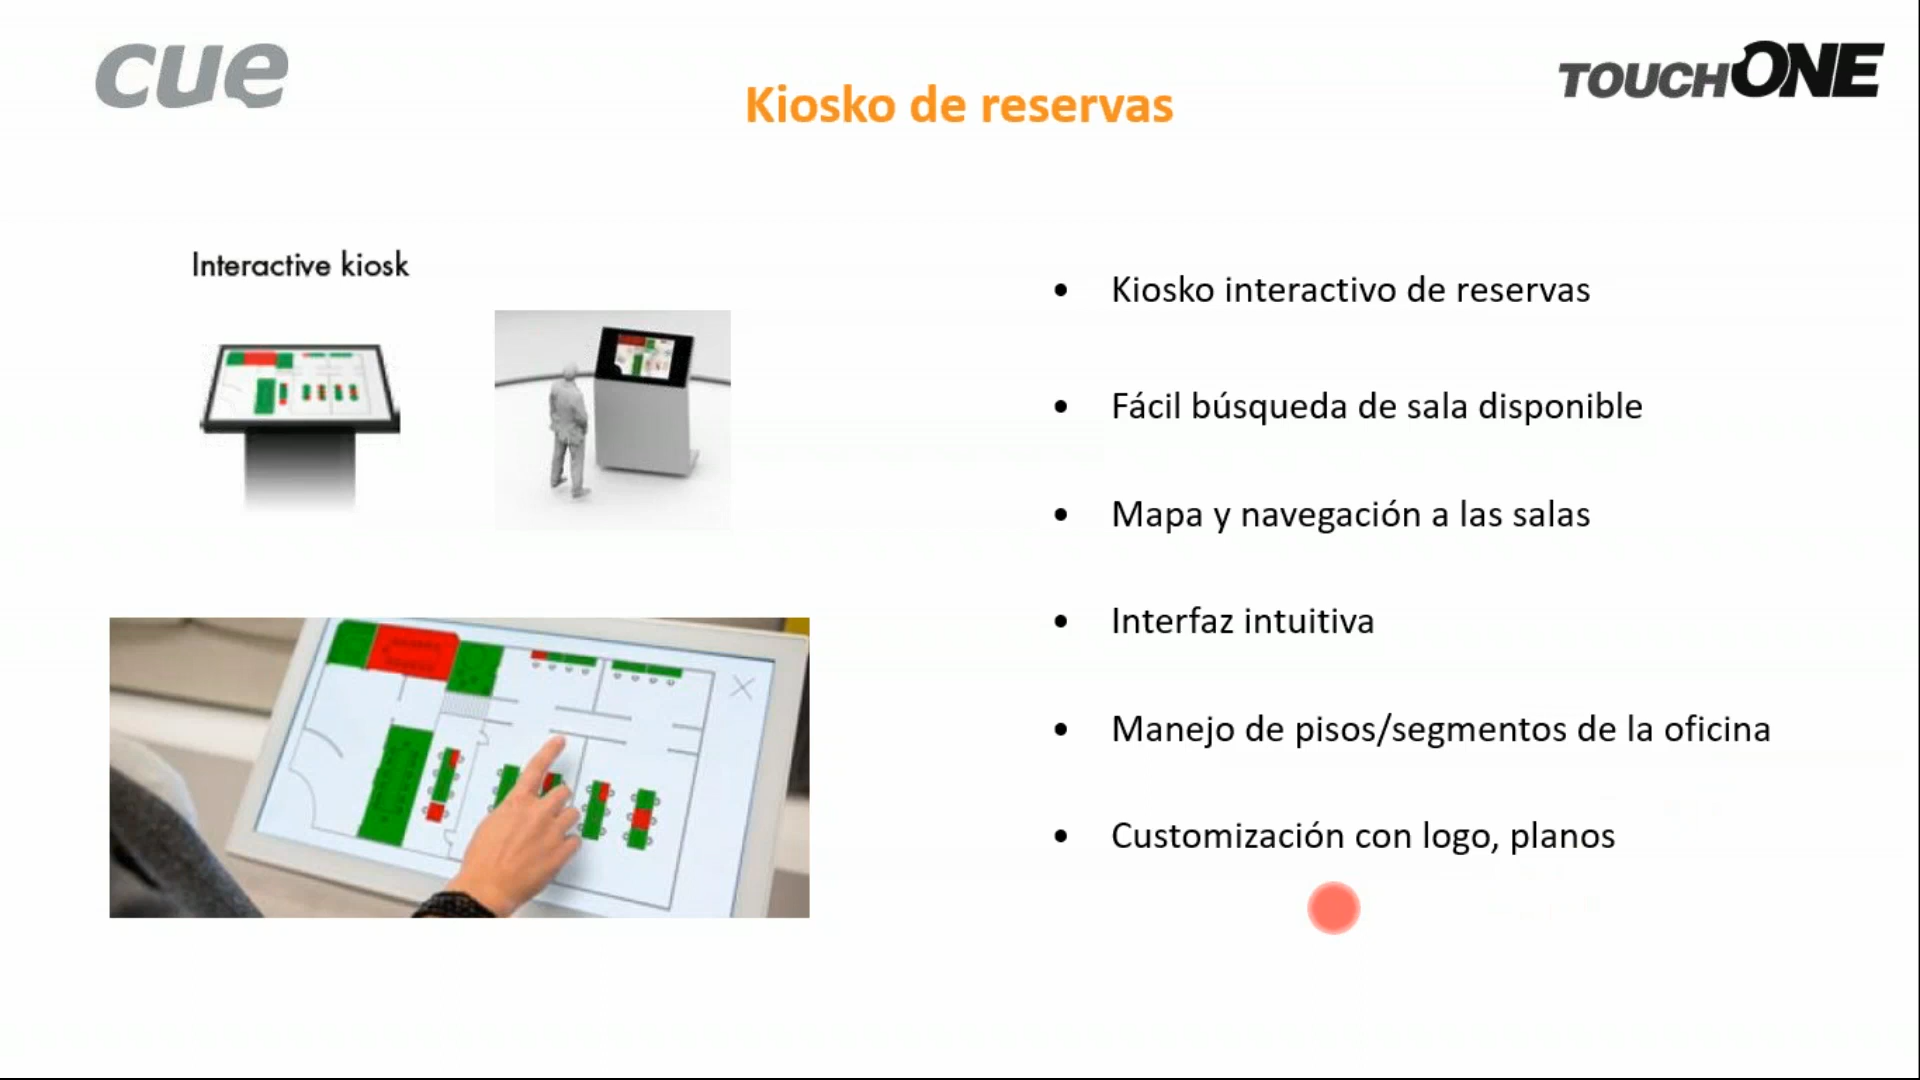 cue
TOUCHONE
Kiosko de reservas
Interactive kiosk
• Kiosko interactivo de reservas
• Fácil búsqueda de sala disponible
• Mapa y navegación a las salas
• Interfaz intuitiva
• Manejo de pisos/segmentos de la oficina
• Customización con logo, planos